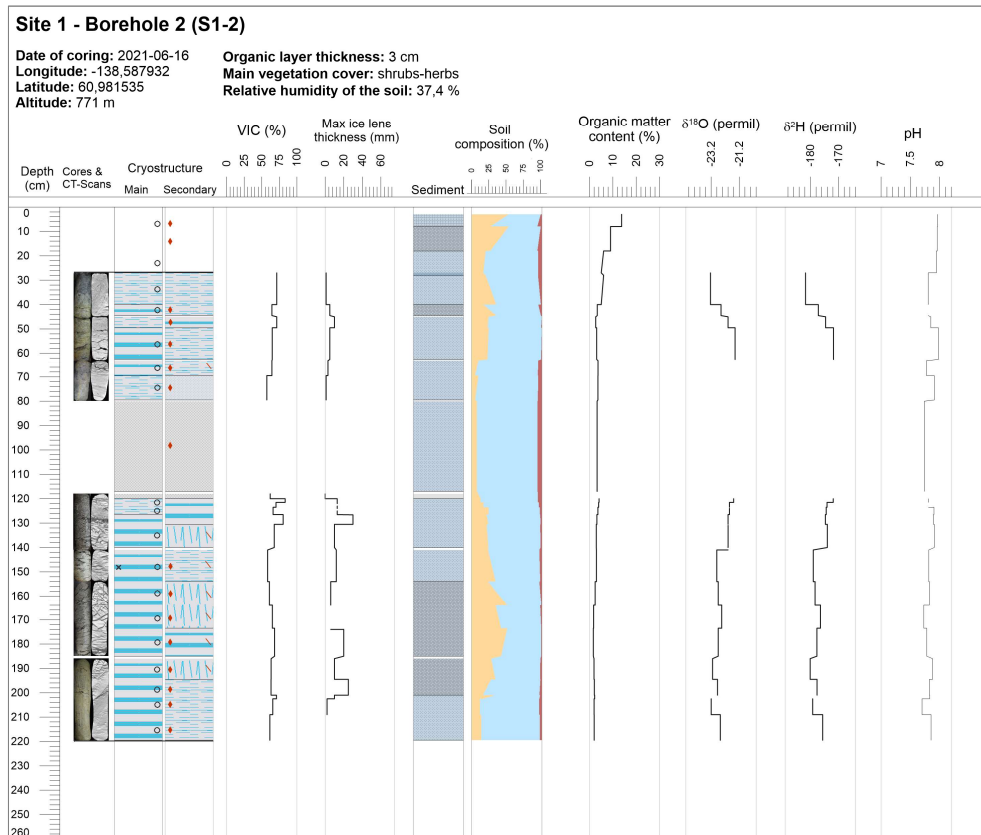 Site 1 - Borehole 2 (S1-2)
Date of coring: 2021-06-16
Longitude: -138,587932
Latitude: 60,981535
Altitude: 771 m
Organic layer thickness: 3 cm
Main vegetation cover: shrubs-herbs
Relative humidity of the soil: 37,4 %
Depth
(cm)
Cores &
CT-Scans
Cryostructure
Main Secondary
VIC (%)
0 25 50 75 100
Max ice lens
thickness (mm)
0 20 40 60
Sediment
Soil
composition (%)
0 25 50 75 100
Organic matter
content (%)
0 10 20 30
δ¹⁸O (permil)
-23.2 -21.2
δ²H (permil)
-180 -170
pH
7 7.5 8
0
10
20
30
40
50
60
70
80
90
100
110
120
130
140
150
160
170
180
190
200
210
220
230
240
250
260